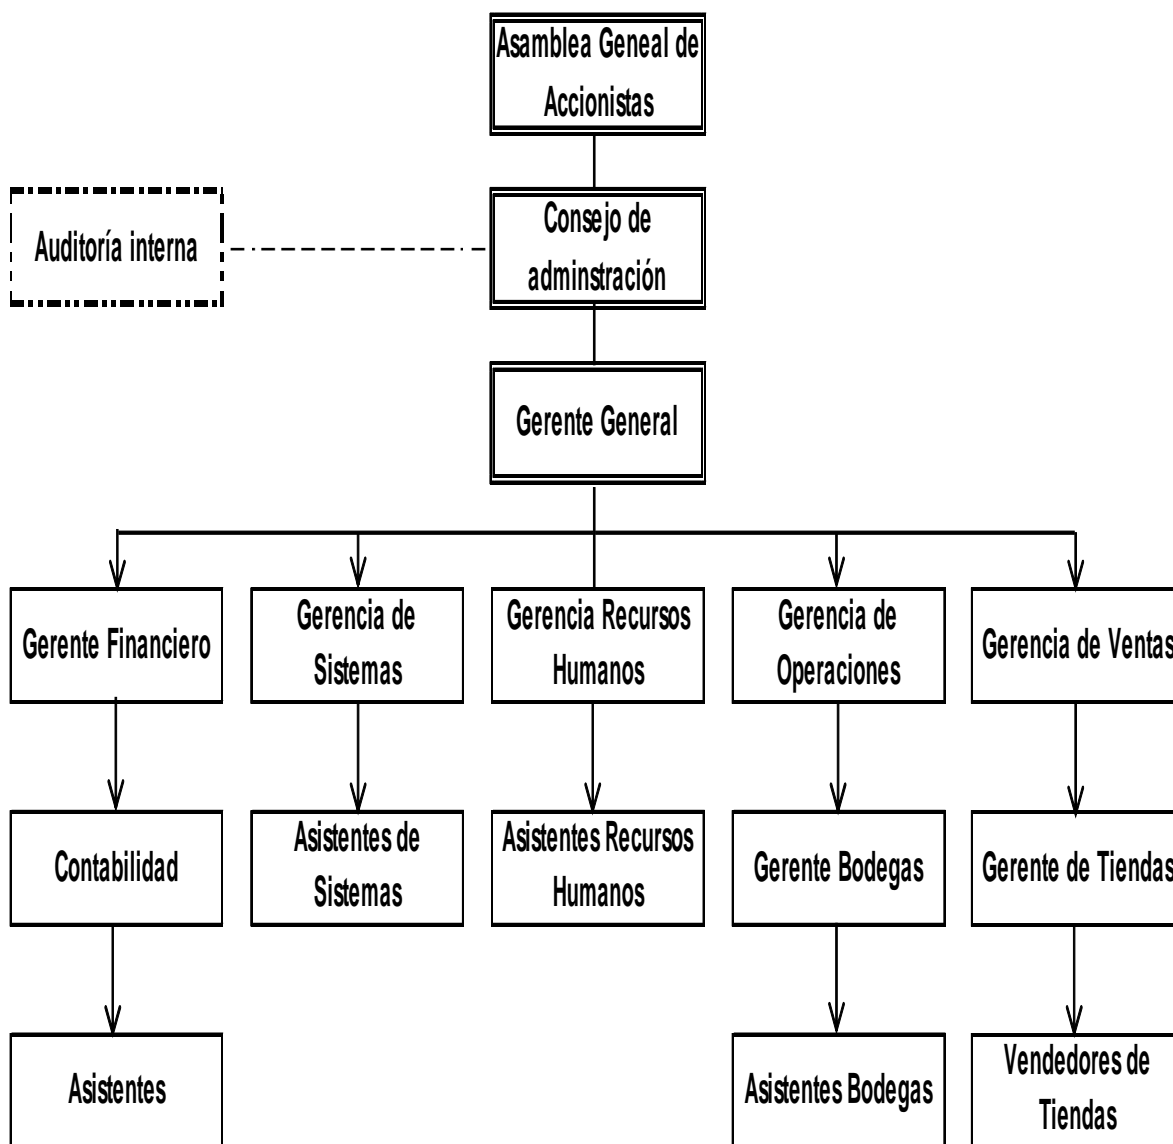 Asamblea Geneal de
Accionistas
Auditoría interna
Consejo de
adminstración
Gerente General
Gerente Financiero
Gerencia de
Sistemas
Gerencia Recursos
Humanos
Gerencia de
Operaciones
Gerencia de Ventas
Contabilidad
Asistentes de
Sistemas
Asistentes Recursos
Humanos
Gerente Bodegas
Gerente de Tiendas
Asistentes
Asistentes Bodegas
Vendedores de
Tiendas